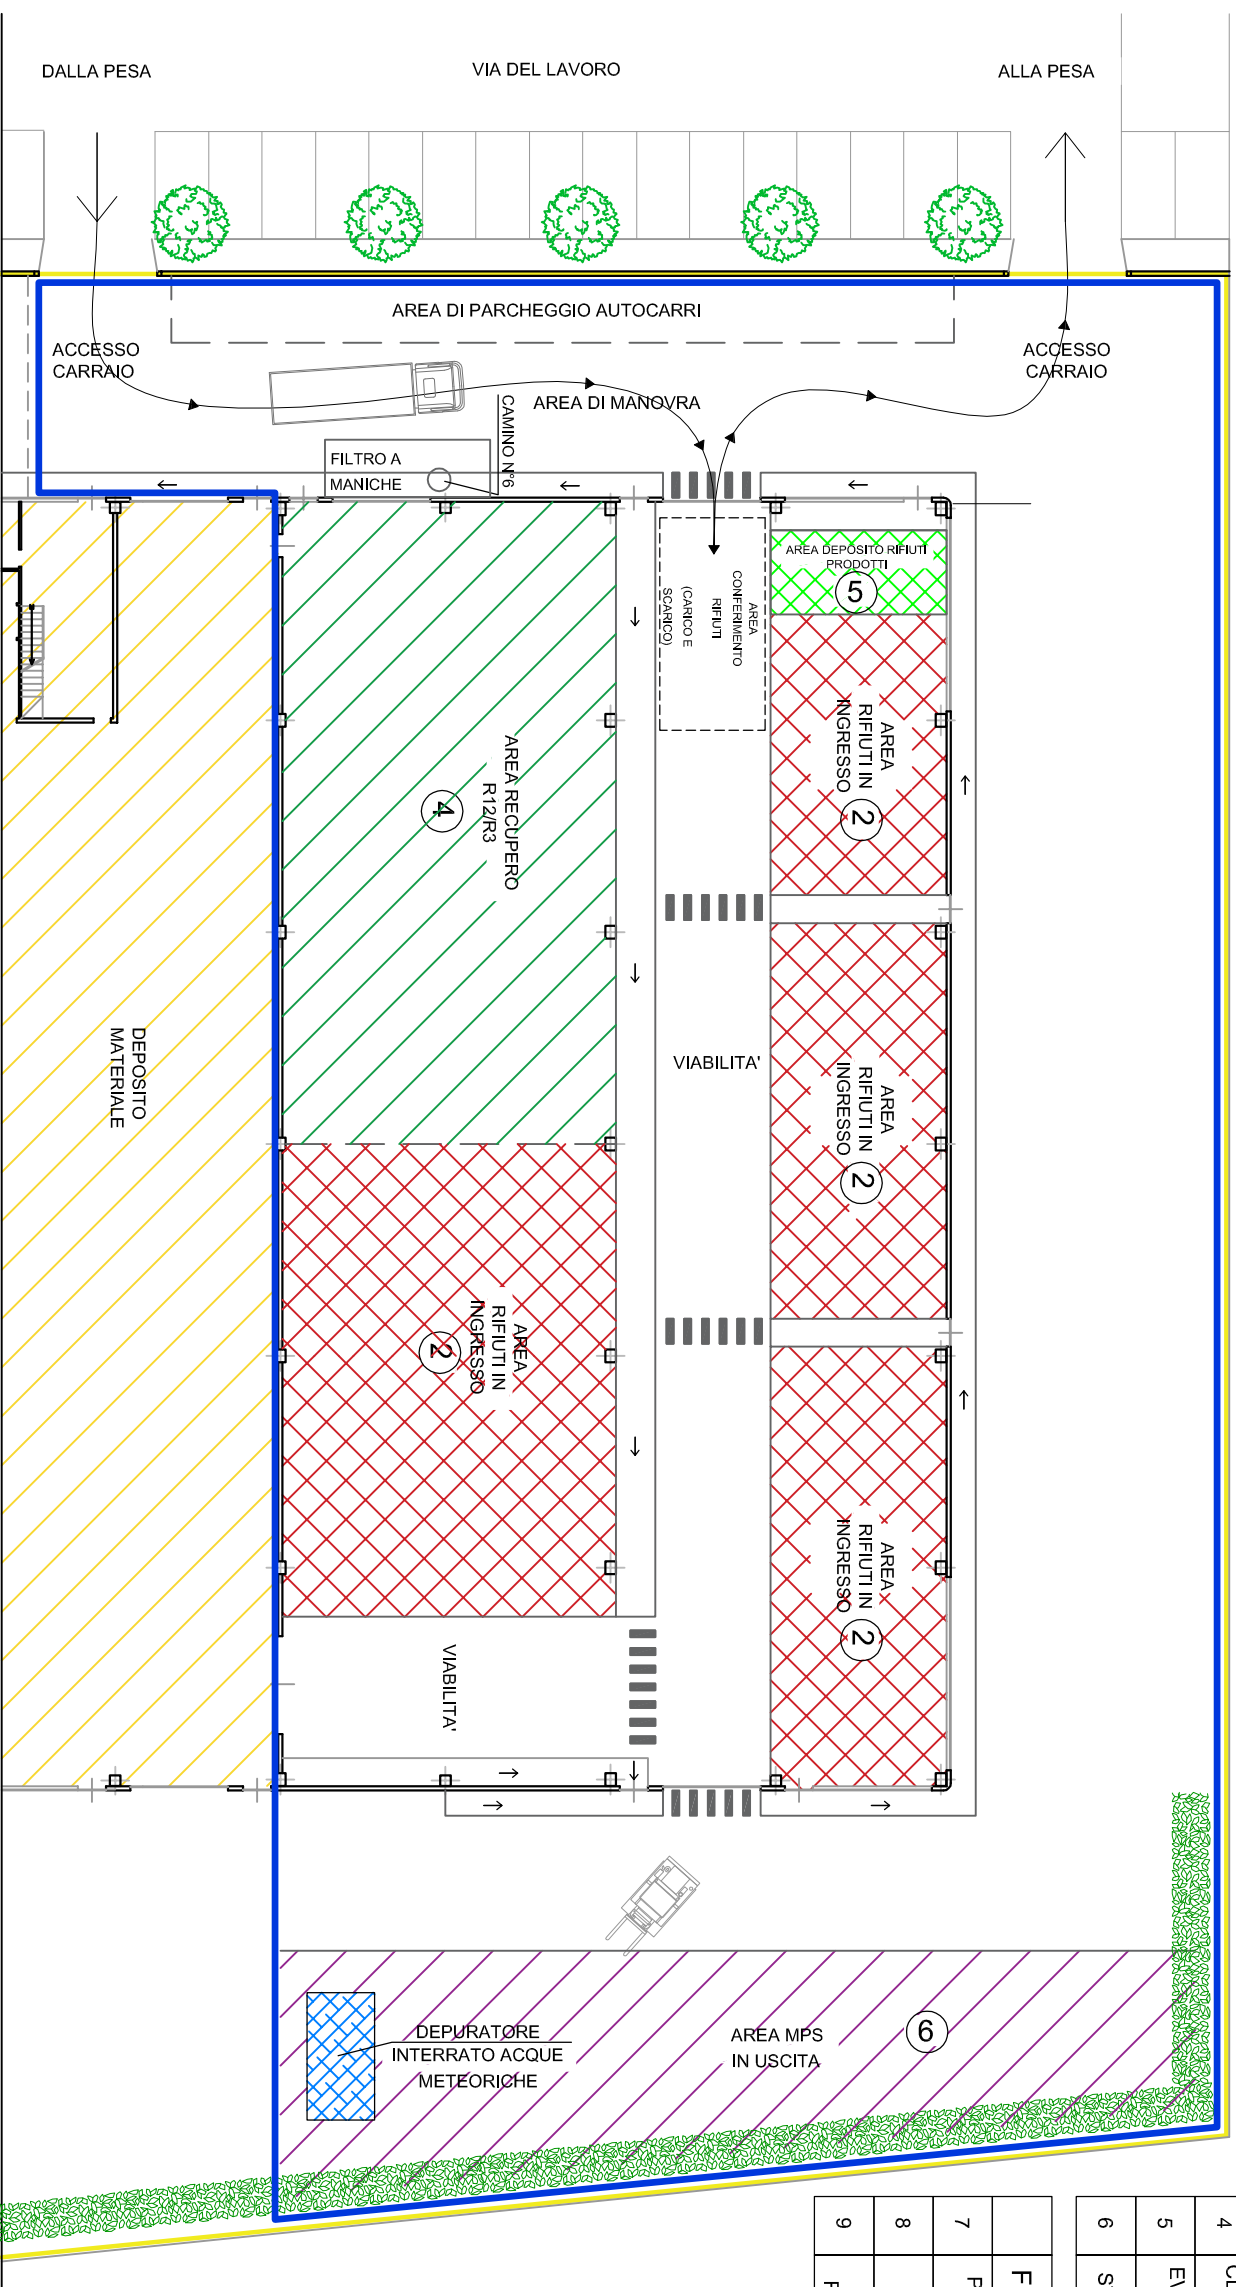 DALLA PESA
VIA DEL LAVORO
ALLA PESA
AREA DI PARCHEGGIO AUTOCARRI
ACCESSO
CARRAIO
ACCESSO
CARRAIO
AREA DI MANOVRA
CAMINO N°6
FILTRO A
MANICHE
AREA DEPOSITO RIFIUTI
PRODOTTI
5
AREA
CONFERIMENTO
RIFIUTI
(CARICO E
SCARICO)
AREA
RIFIUTI IN
INGRESSO
2
AREA RECUPERO
R12/R3
4
VIABILITA'
AREA
RIFIUTI IN
INGRESSO
2
DEPOSITO
MATERIALE
AREA
RIFIUTI IN
INGRESSO
2
AREA
RIFIUTI IN
INGRESSO
2
VIABILITA'
6
DEPURATORE
INTERRATO ACQUE
METEORICHE
AREA MPS
IN USCITA
4
5
6
7
8
9